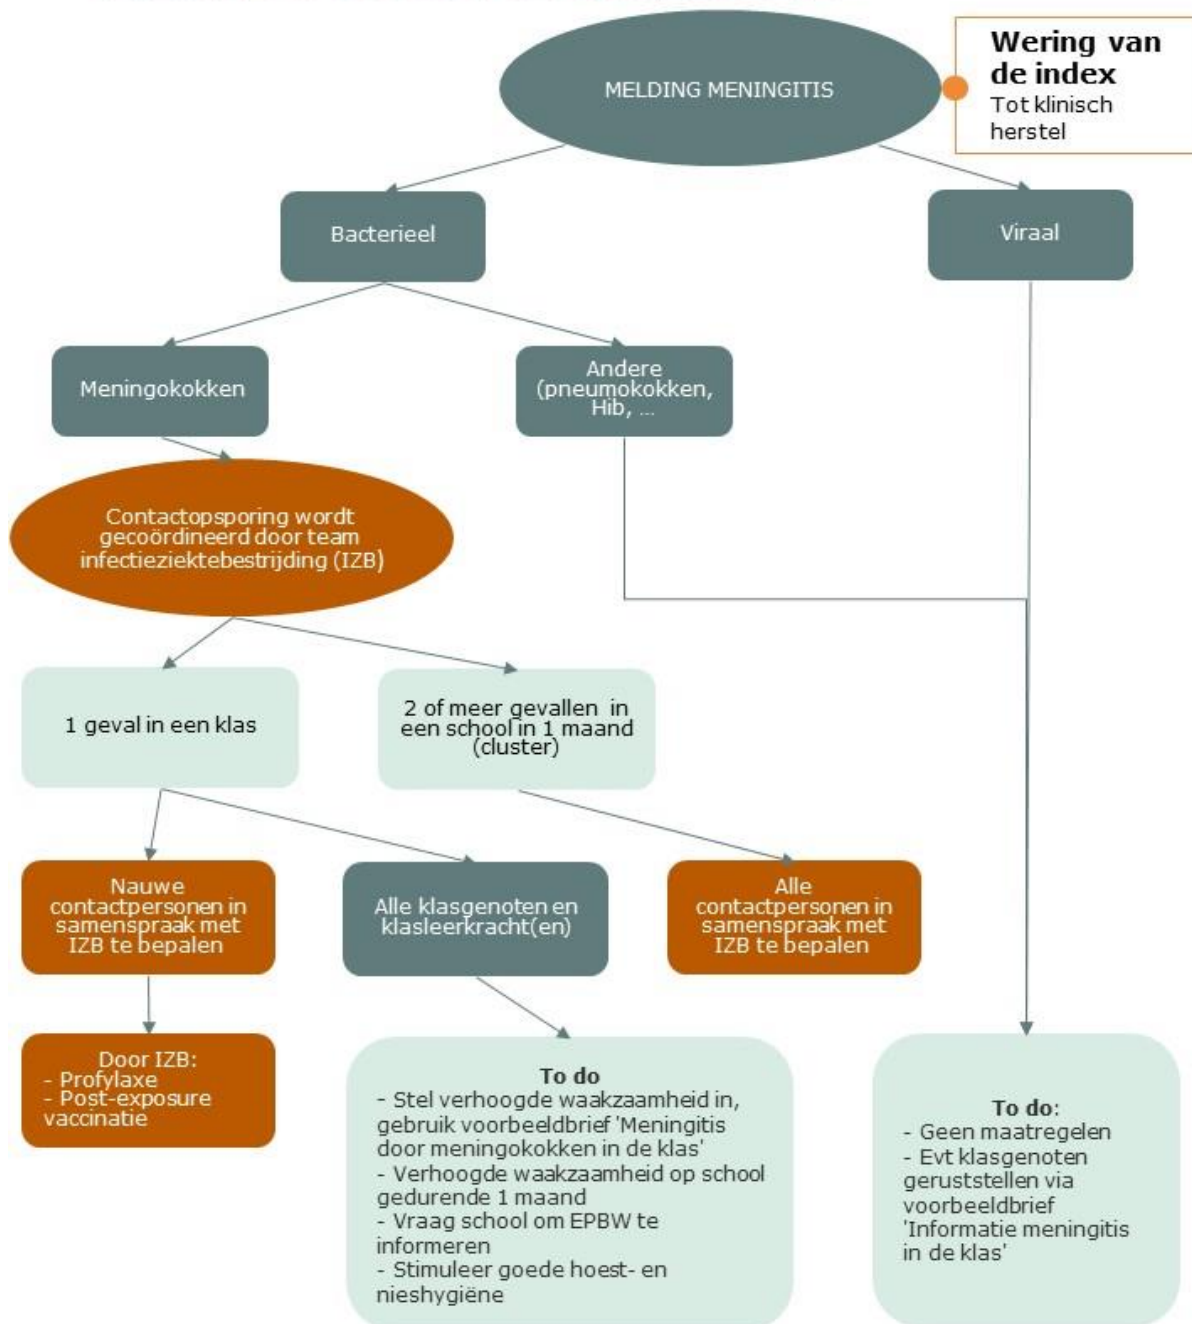 MELDING MENINGITIS
Wering van
de index
Tot klinisch
herstel
Bacterieel
Viraal
Meningokokken
Andere
(pneumokokken,
Hib, ...
Contactopsporing wordt
gecoördineerd door team
infectieziektebestrijding (IZB)
1 geval in een klas
2 of meer gevallen in
een school in 1 maand
(cluster)
Nauwe
contactpersonen in
samenspraak met
IZB te bepalen
Alle klasgenoten en
klasleerkracht(en)
Alle
contactpersonen in
samenspraak met
IZB te bepalen
Door IZB:
- Profylaxe
- Post-exposure
vaccinatie
To do
- Stel verhoogde waakzaamheid in,
gebruik voorbeeldbrief 'Meningitis
door meningokokken in de klas'
- Verhoogde waakzaamheid op school
gedurende 1 maand
- Vraag school om EPBW te
informeren
- Stimuleer goede hoest- en
nieshygiëne
To do:
- Geen maatregelen
- Evt klasgenoten
geruststellen via
voorbeeldbrief
'Informatie meningitis
in de klas'